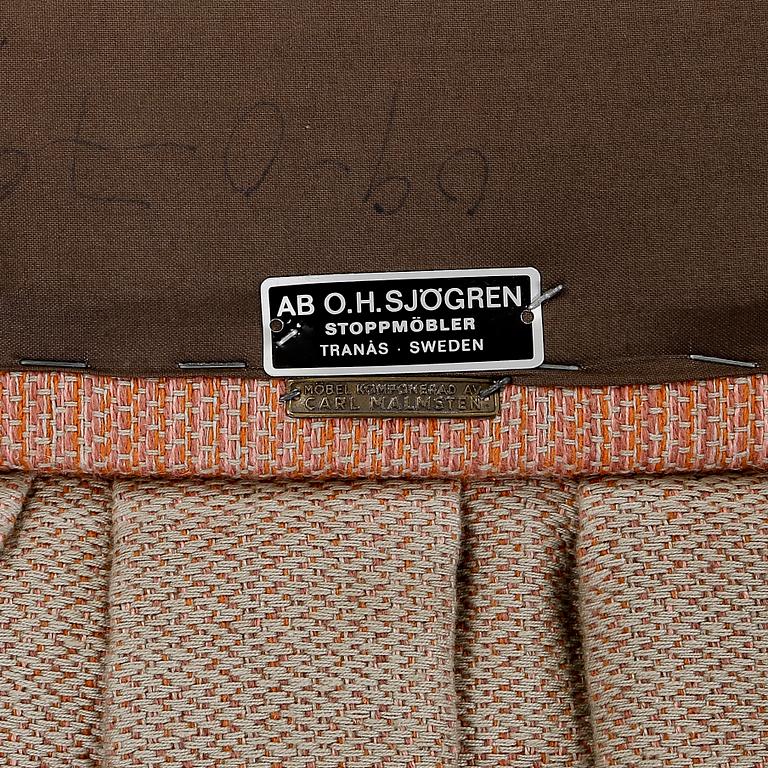 AB O.H. SJÖGREN
STOPPMÖBLER
TRANÅS · SWEDEN
MÖBEL KOMPONERAD AV
CARL MALMSTEN